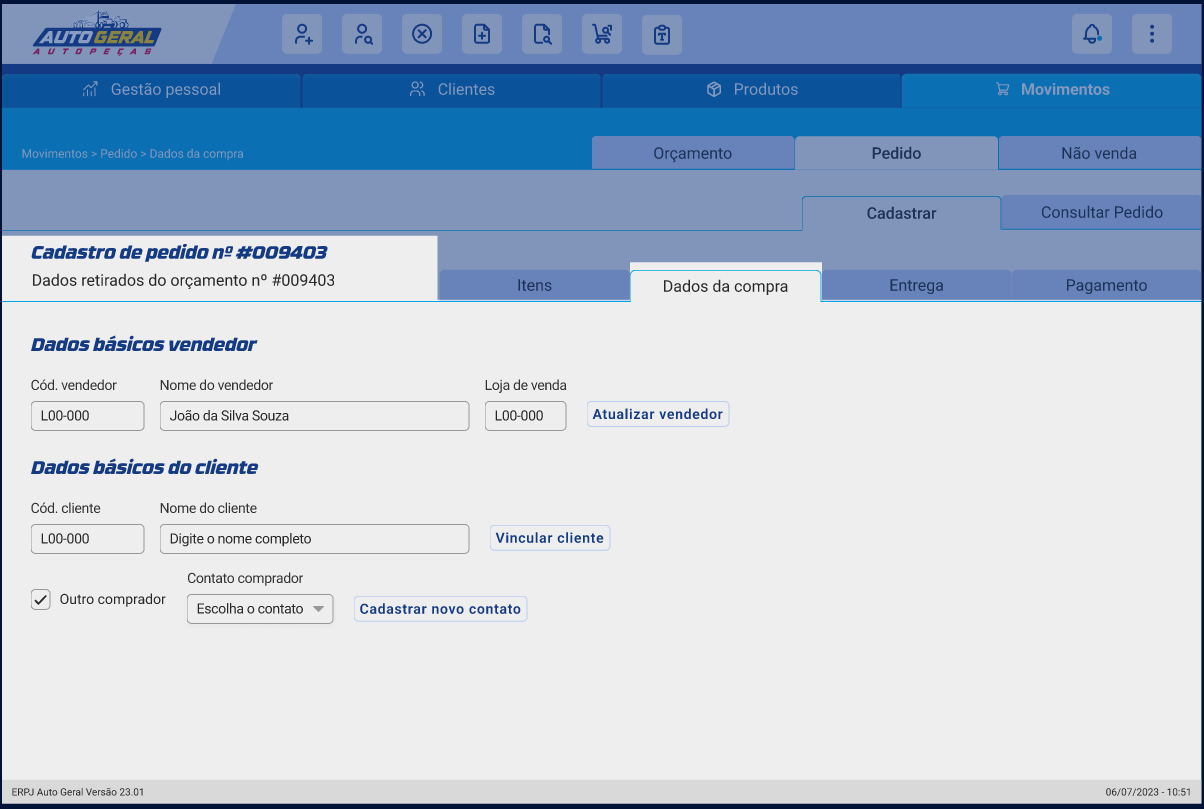 AUTO GERAL
AUTOPEÇAS
Gestão pessoal
Clientes
Produtos
Movimentos
Movimentos > Pedido > Dados da compra
Orçamento
Pedido
Não venda
Cadastrar
Consultar Pedido
Cadastro de pedido nº #009403
Dados retirados do orçamento nº #009403
Itens
Dados da compra
Entrega
Pagamento
Dados básicos vendedor
Cód. vendedor
Nome do vendedor
Loja de venda
L00-000
João da Silva Souza
L00-000
Atualizar vendedor
Dados básicos do cliente
Cód. cliente
Nome do cliente
L00-000
Digite o nome completo
Vincular cliente
Contato comprador
Outro comprador
Escolha o contato
Cadastrar novo contato
ERPJ Auto Geral Versão 23.01
06/07/2023 - 10:51